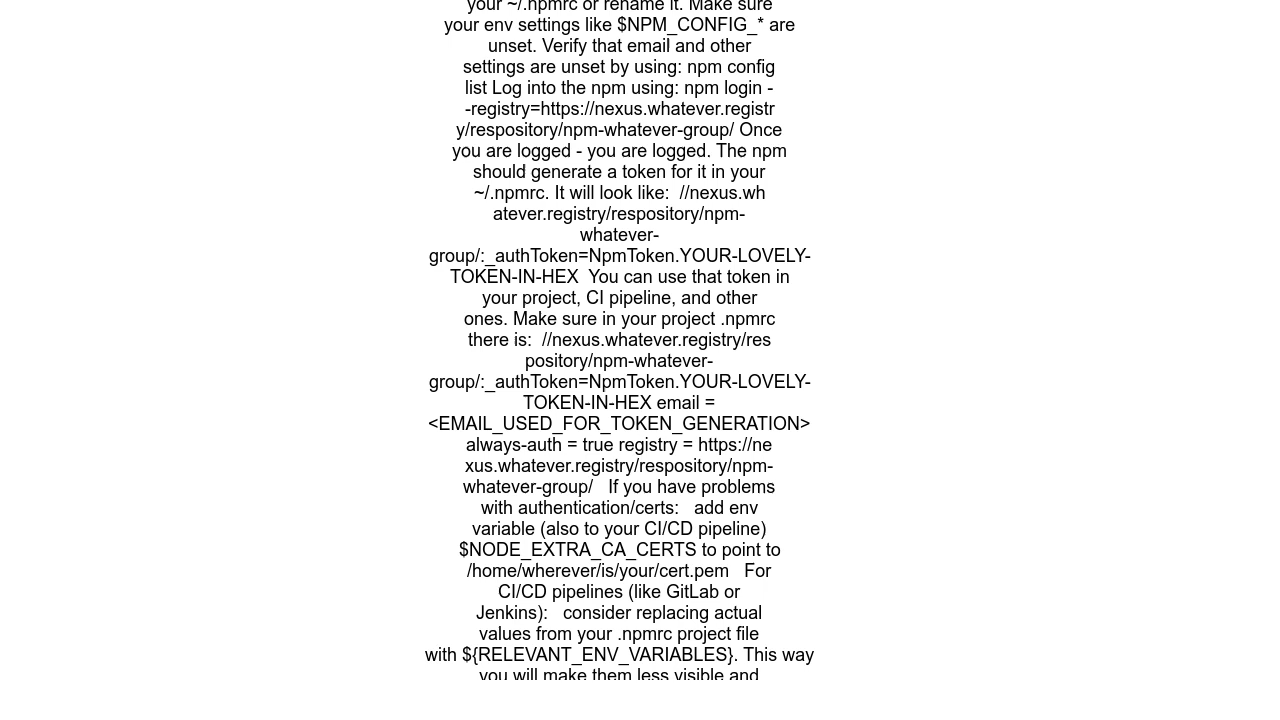 your ~/.npmrc or rename it. Make sure
your env settings like $NPM_CONFIG_* are
unset. Verify that email and other
settings are unset by using: npm config
list Log into the npm using: npm login -
-registry=https://nexus.whatever.registr
y/respository/npm-whatever-group/ Once
you are logged - you are logged. The npm
should generate a token for it in your
~/.npmrc. It will look like:  //nexus.wh
atever.registry/respository/npm-
whatever-
group/:_authToken=NpmToken.YOUR-LOVELY-
TOKEN-IN-HEX  You can use that token in
your project, CI pipeline, and other
ones. Make sure in your project .npmrc
there is:  //nexus.whatever.registry/res
pository/npm-whatever-
group/:_authToken=NpmToken.YOUR-LOVELY-
TOKEN-IN-HEX email =
<EMAIL_USED_FOR_TOKEN_GENERATION>
always-auth = true registry = https://ne
xus.whatever.registry/respository/npm-
whatever-group/   If you have problems
with authentication/certs:   add env
variable (also to your CI/CD pipeline)
$NODE_EXTRA_CA_CERTS to point to
/home/wherever/is/your/cert.pem   For
CI/CD pipelines (like GitLab or
Jenkins):   consider replacing actual
values from your .npmrc project file
with ${RELEVANT_ENV_VARIABLES}. This way
you will make them less visible and